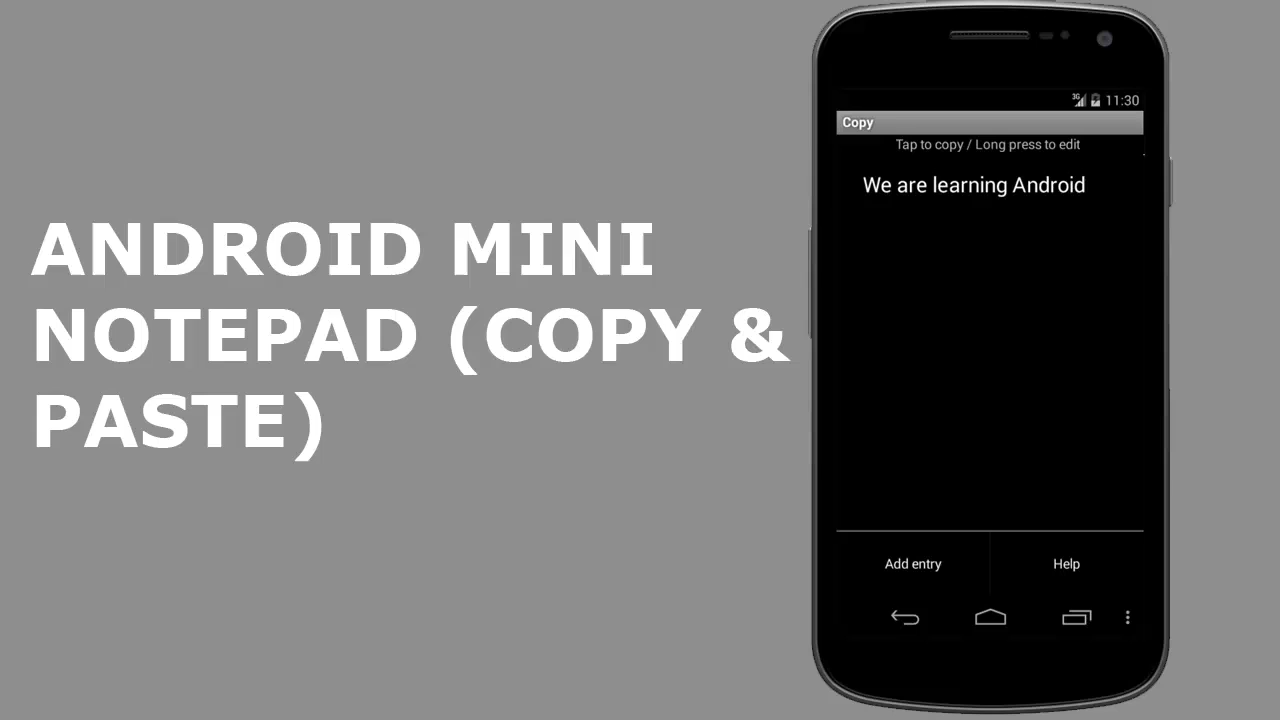 ANDROID MINI
NOTEPAD (COPY &
PASTE)
3G 11:30
Copy
Tap to copy / Long press to edit
We are learning Android
Add entry
Help